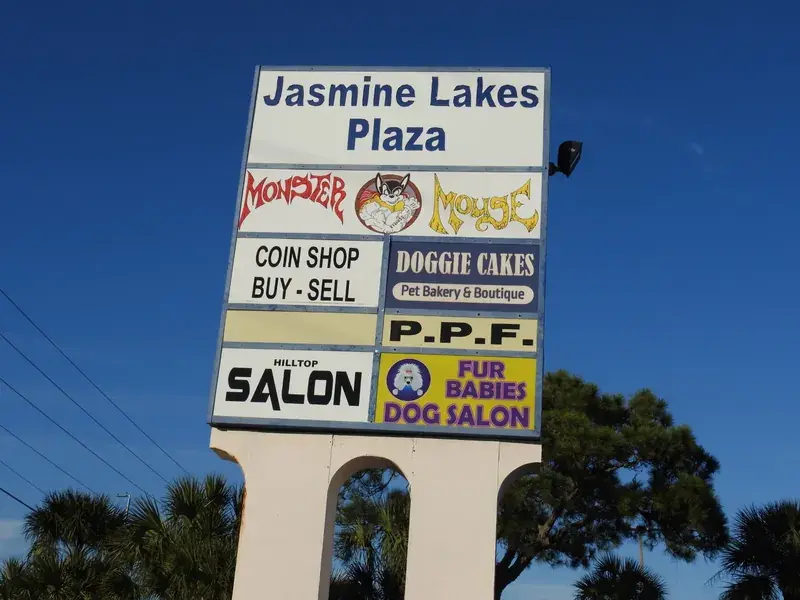 Jasmine Lakes
Plaza
MONSTER MOUSE
COIN SHOP
BUY - SELL
DOGGIE CAKES
Pet Bakery & Boutique
P.P.F.
HILLTOP
SALON
FUR
BABIES
DOG SALON